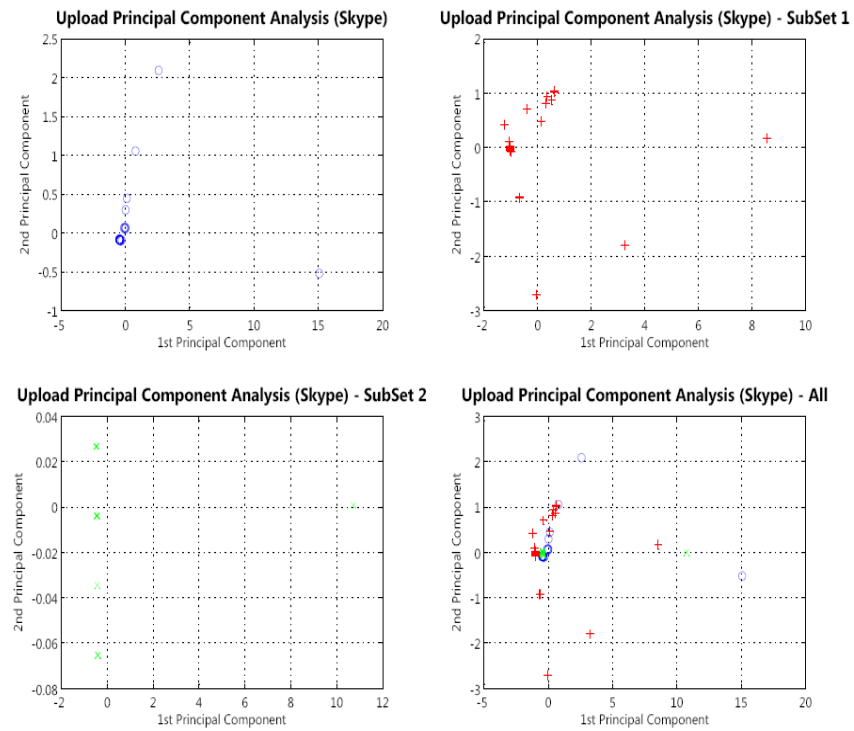 Upload Principal Component Analysis (Skype)
2.5
2
1.5
1
0.5
0
-0.5
-1
2nd Principal Component
-5 0 5 10 15 20
1st Principal Component
Upload Principal Component Analysis (Skype) - SubSet 1
2
1
0
-1
-2
-3
2nd Principal Component
-2 0 2 4 6 8 10
1st Principal Component
Upload Principal Component Analysis (Skype) - SubSet 2
0.04
0.02
0
-0.02
-0.04
-0.06
-0.08
2nd Principal Component
-2 0 2 4 6 8 10 12
1st Principal Component
Upload Principal Component Analysis (Skype) - All
3
2
1
0
-1
-2
-3
2nd Principal Component
-5 0 5 10 15 20
1st Principal Component